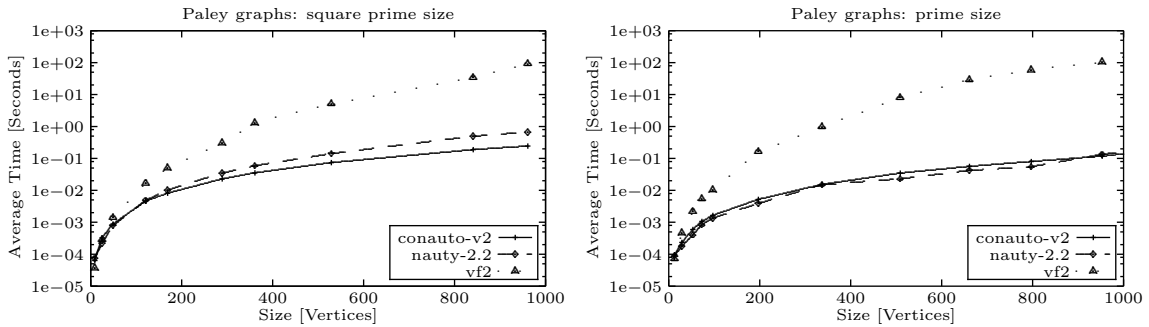 Paley graphs: square prime size
1e+03
1e+02
1e+01
1e+00
1e-01
1e-02
1e-03
1e-04
1e-05
Average Time [Seconds]
conauto-v2
nauty-2.2
vf2
0 200 400 600 800 1000
Size [Vertices]
Paley graphs: prime size
1e+03
1e+02
1e+01
1e+00
1e-01
1e-02
1e-03
1e-04
1e-05
Average Time [Seconds]
conauto-v2
nauty-2.2
vf2
0 200 400 600 800 1000
Size [Vertices]